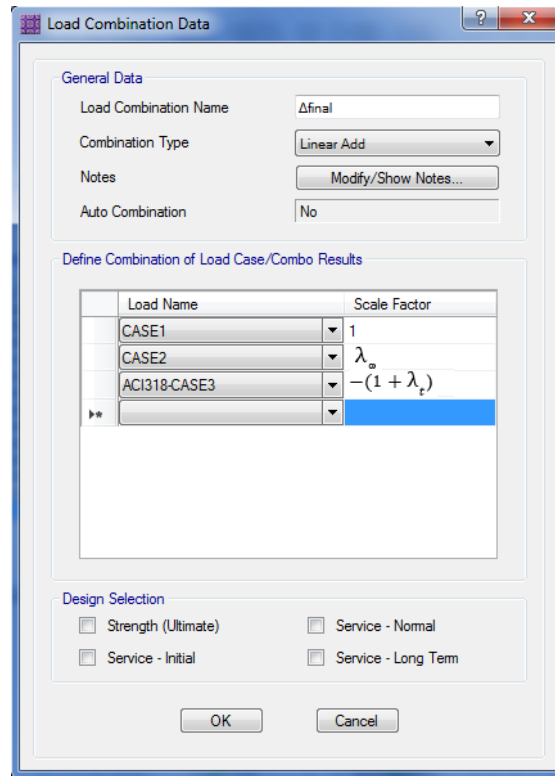 Load Combination Data
General Data
Load Combination Name Δfinal
Combination Type Linear Add
Notes Modify/Show Notes...
Auto Combination No
Define Combination of Load Case/Combo Results
Load Name Scale Factor
CASE1 1
CASE2 λ∞
ACI318-CASE3 −(1 + λt)
Design Selection
Strength (Ultimate) Service - Normal
Service - Initial Service - Long Term
OK Cancel